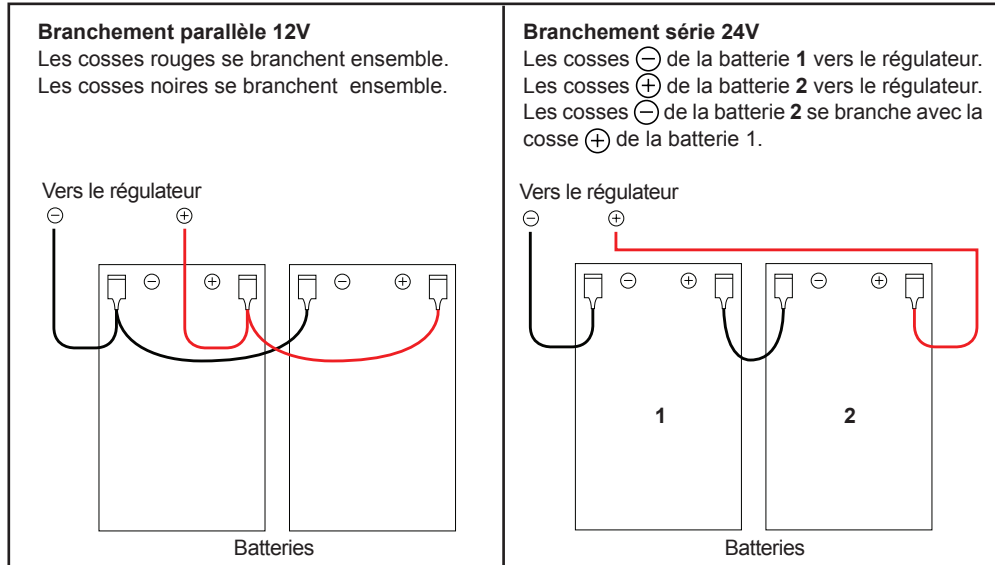 Branchement parallèle 12V
Les cosses rouges se branchent ensemble.
Les cosses noires se branchent ensemble.
Vers le régulateur
⊖ ⊕
⊖ ⊕ ⊖ ⊕
Batteries
Branchement série 24V
Les cosses ⊖ de la batterie 1 vers le régulateur.
Les cosses ⊕ de la batterie 2 vers le régulateur.
Les cosses ⊖ de la batterie 2 se branche avec la
cosse ⊕ de la batterie 1.
Vers le régulateur
⊖ ⊕
⊖ ⊕ ⊖ ⊕
1 2
Batteries